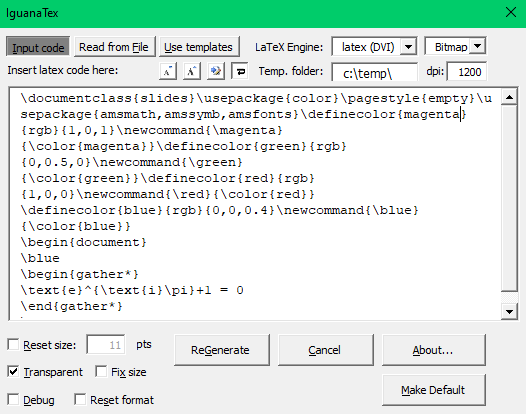 IguanaTex
Input code Read from File Use templates LaTeX Engine: latex (DVI) Bitmap
Insert latex code here: Temp. folder: c:\temp\ dpi: 1200
\documentclass{slides}\usepackage{color}\pagestyle{empty}\u
sepackage{amsmath,amssymb,amsfonts}\definecolor{magenta}
{rgb}{1,0,1}\newcommand{\magenta}
{\color{magenta}}\definecolor{green}{rgb}
{0,0.5,0}\newcommand{\green}
{\color{green}}\definecolor{red}{rgb}
{1,0,0}\newcommand{\red}{\color{red}}
\definecolor{blue}{rgb}{0,0,0.4}\newcommand{\blue}
{\color{blue}}
\begin{document}
\blue
\begin{gather*}
\text{e}^{\text{i}\pi}+1 = 0
\end{gather*}
Reset size: 11 pts ReGenerate Cancel About...
Transparent Fix size
Debug Reset format Make Default